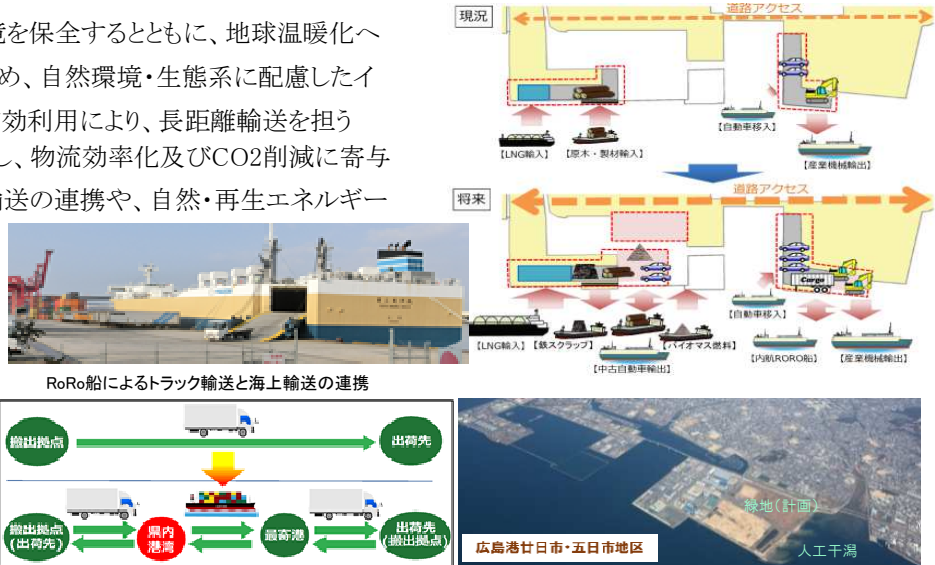 境を保全するとともに、地球温暖化へ
め、自然環境・生態系に配慮したイ
効利用により、長距離輸送を担う
し、物流効率化及びCO2削減に寄与
輸送の連携や、自然・再生エネルギー
RoRo船によるトラック輸送と海上輸送の連携
搬出拠点
出荷先
搬出拠点
(出荷先)
県内
港湾
最寄港
出荷先
(搬出拠点)
現況
道路アクセス
【LNG輸入】
【原木・製材輸入】
【自動車移入】
【産業機械輸出】
将来
道路アクセス
Cargo
【自動車移入】
【LNG輸入】
【鉄スクラップ】
【バイオマス燃料】
【中古自動車輸出】
【内航RORO船】
【産業機械輸出】
緑地(計画)
人工干潟
広島港廿日市・五日市地区